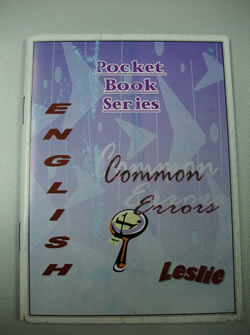 Pocket
Book
Series
ENGLISH
Common
Errors
Leslie